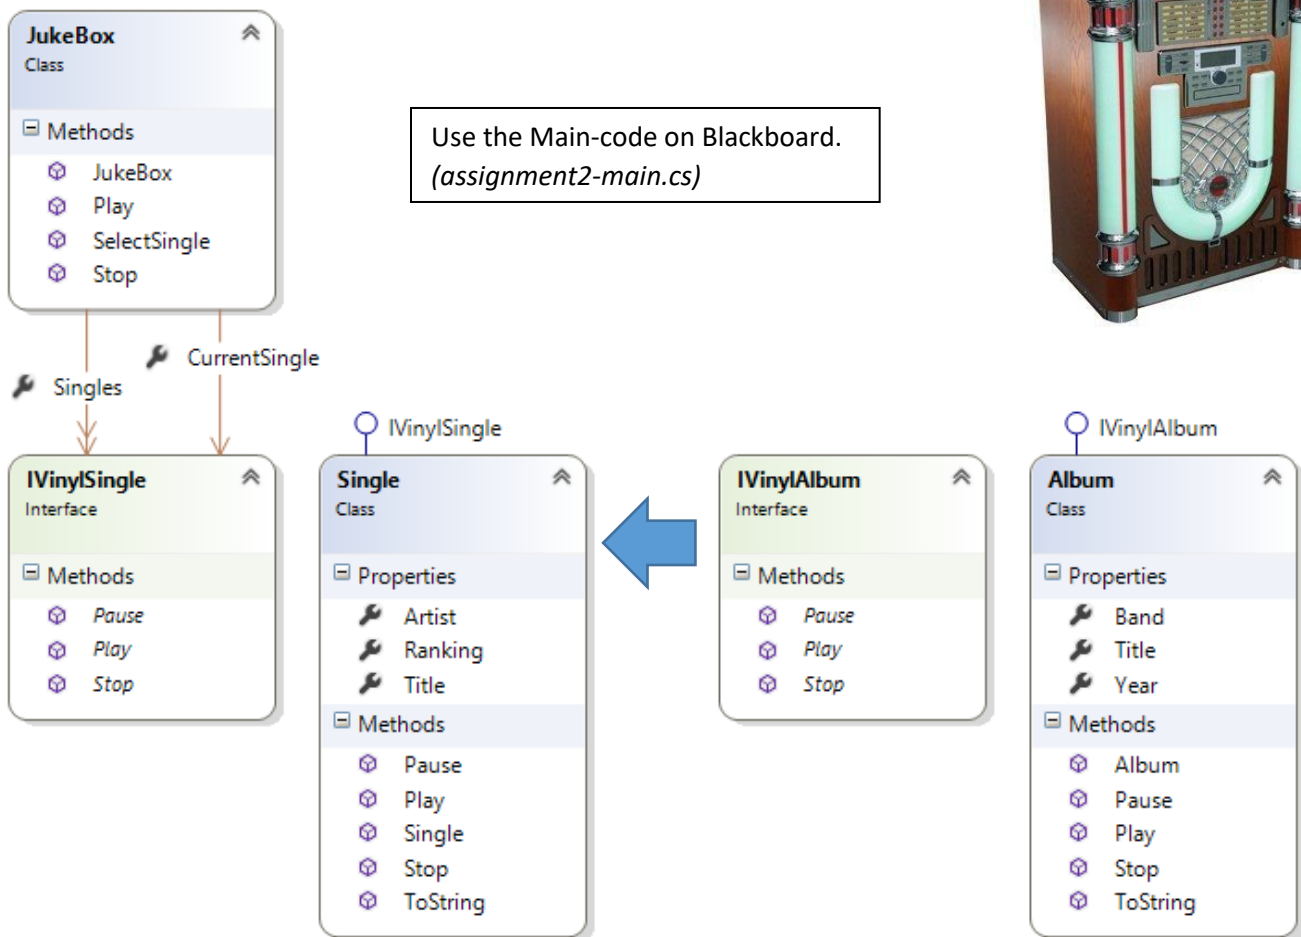 JukeBox
Class
Methods
JukeBox
Play
SelectSingle
Stop
Use the Main-code on Blackboard.
(assignment2-main.cs)
CurrentSingle
Singles
IVinylSingle
Interface
Methods
Pause
Play
Stop
IVinylSingle
Single
Class
Properties
Artist
Ranking
Title
Methods
Pause
Play
Single
Stop
ToString
IVinylAlbum
Interface
Methods
Pause
Play
Stop
IVinylAlbum
Album
Class
Properties
Band
Title
Year
Methods
Album
Pause
Play
Stop
ToString